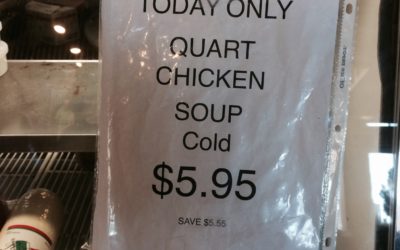 TODAY ONLY
QUART
CHICKEN
SOUP
Cold
$5.95
SAVE $5.55